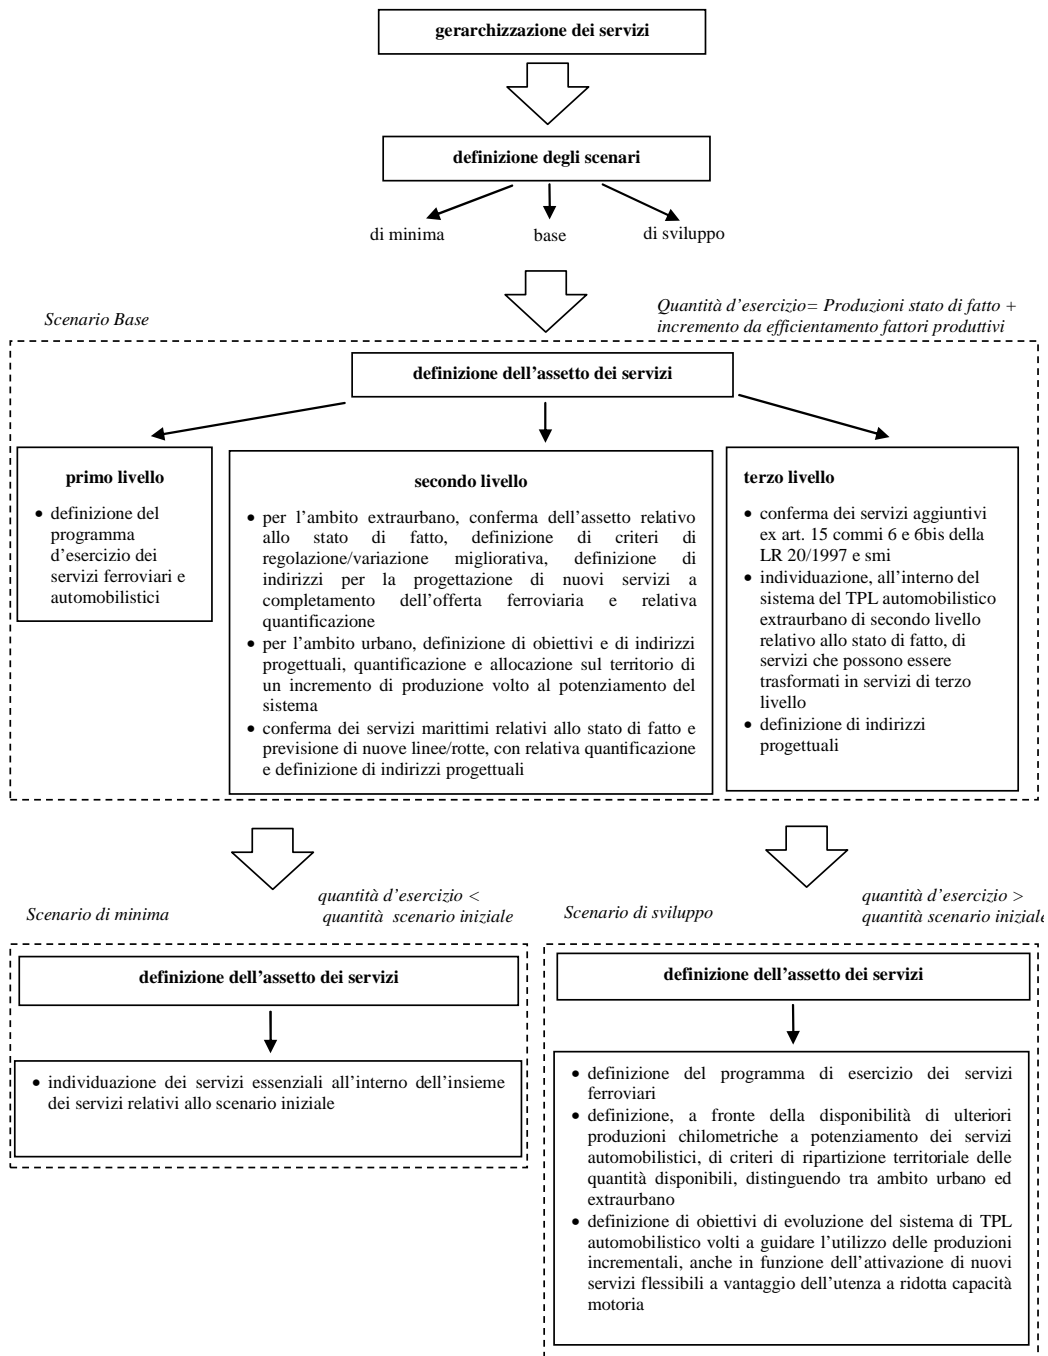 gerarchizzazione dei servizi
definizione degli scenari
di minima
base
di sviluppo
Scenario Base
Quantità d’esercizio= Produzioni stato di fatto +
incremento da efficientamento fattori produttivi
definizione dell’assetto dei servizi
primo livello
• definizione del
programma
d’esercizio dei
servizi ferroviari e
automobilistici
secondo livello
• per l’ambito extraurbano, conferma dell’assetto relativo
allo stato di fatto, definizione di criteri di
regolazione/variazione migliorativa, definizione di
indirizzi per la progettazione di nuovi servizi a
completamento dell’offerta ferroviaria e relativa
quantificazione
• per l’ambito urbano, definizione di obiettivi e di indirizzi
progettuali, quantificazione e allocazione sul territorio di
un incremento di produzione volto al potenziamento del
sistema
• conferma dei servizi marittimi relativi allo stato di fatto e
previsione di nuove linee/rotte, con relativa quantificazione
e definizione di indirizzi progettuali
terzo livello
• conferma dei servizi aggiuntivi
ex art. 15 commi 6 e 6bis della
LR 20/1997 e smi
• individuazione, all’interno del
sistema del TPL automobilistico
extraurbano di secondo livello
relativo allo stato di fatto, di
servizi che possono essere
trasformati in servizi di terzo
livello
• definizione di indirizzi
progettuali
Scenario di minima
quantità d’esercizio <
quantità scenario iniziale
definizione dell’assetto dei servizi
• individuazione dei servizi essenziali all’interno dell’insieme
dei servizi relativi allo scenario iniziale
Scenario di sviluppo
quantità d’esercizio >
quantità scenario iniziale
definizione dell’assetto dei servizi
• definizione del programma di esercizio dei servizi
ferroviari
• definizione, a fronte della disponibilità di ulteriori
produzioni chilometriche a potenziamento dei servizi
automobilistici, di criteri di ripartizione territoriale delle
quantità disponibili, distinguendo tra ambito urbano ed
extraurbano
• definizione di obiettivi di evoluzione del sistema di TPL
automobilistico volti a guidare l’utilizzo delle produzioni
incrementali, anche in funzione dell’attivazione di nuovi
servizi flessibili a vantaggio dell’utenza a ridotta capacità
motoria